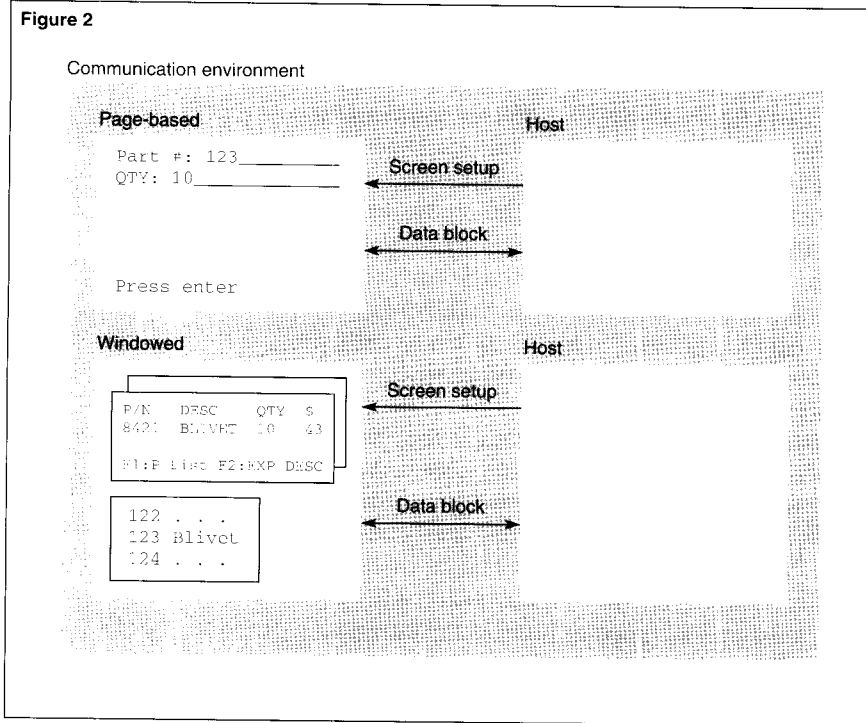 Figure 2
Communication environment
Page-based
Host
Part #: 123
QTY: 10
Screen setup
Data block
Press enter
Windowed
Host
Screen setup
P/N DESC QTY $
8421 BLIVET 10 43
F1:P List F2:EXP DESC
Data block
122 . . .
123 Blivet
124 . . .